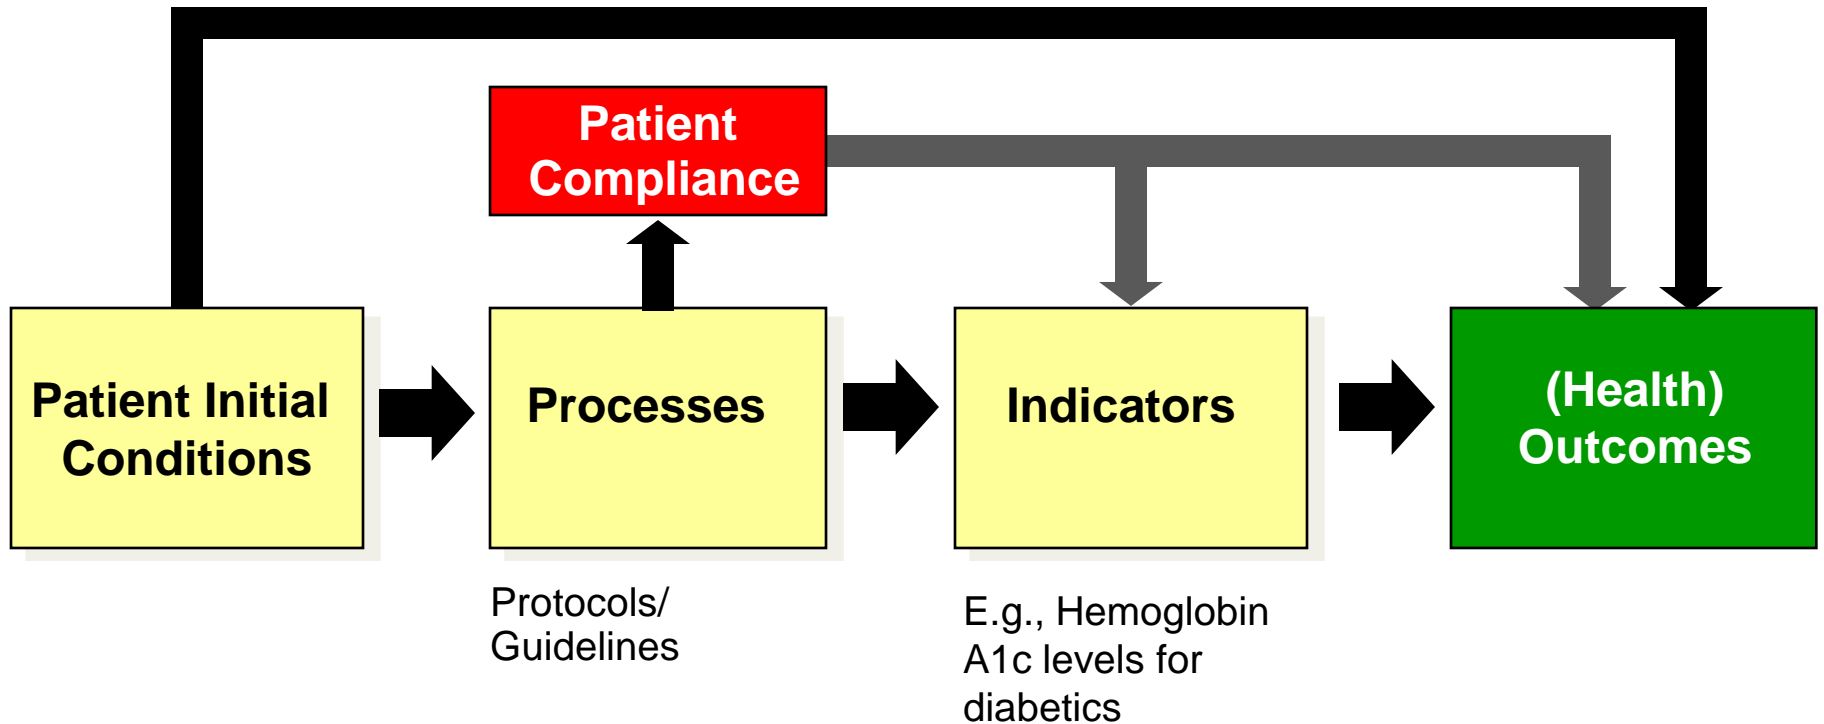 Patient
Compliance
Patient Initial
Conditions
Processes
Indicators
(Health)
Outcomes
Protocols/
Guidelines
E.g., Hemoglobin
A1c levels for
diabetics